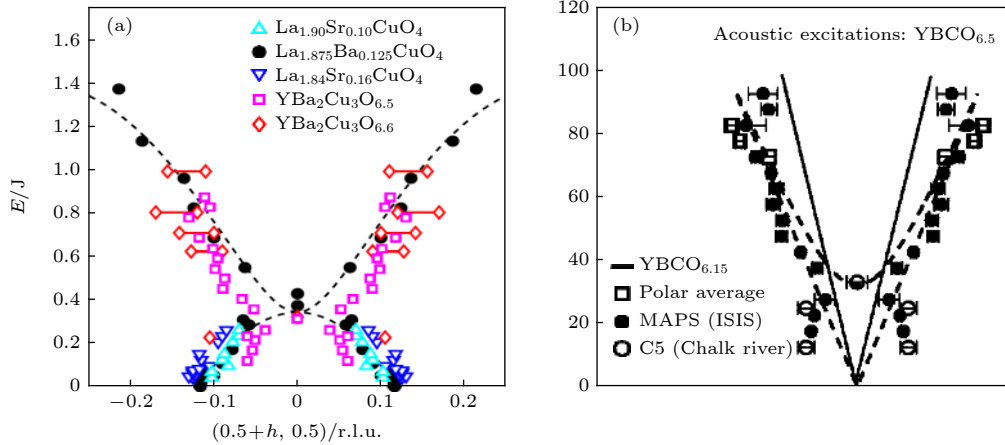 (a)
La1.90Sr0.10CuO4
La1.875Ba0.125CuO4
La1.84Sr0.16CuO4
YBa2Cu3O6.5
YBa2Cu3O6.6
E/J
1.6
1.4
1.2
1.0
0.8
0.6
0.4
0.2
0
−0.2 −0.1 0 0.1 0.2
(0.5+h, 0.5)/r.l.u.
(b)
Acoustic excitations: YBCO6.5
120
100
80
60
40
20
0
YBCO6.15
Polar average
MAPS (ISIS)
C5 (Chalk river)